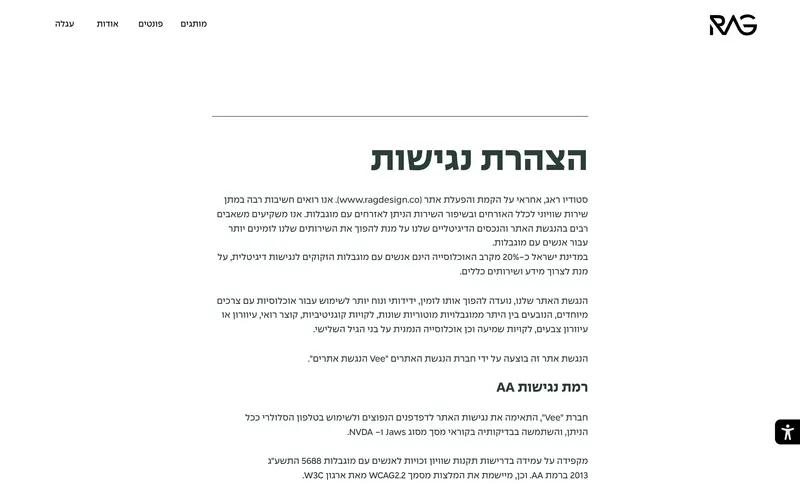 RAG
מותגים
פונטים
אודות
עגלה
הצהרת נגישות
סטודיו ראג, אחראי על הקמת והפעלת אתר (www.ragdesign.co). אנו רואים חשיבות רבה במתן
שירות שוויוני לכלל האזרחים ובשיפור השירות הניתן לאזרחים עם מוגבלות. אנו משקיעים משאבים
רבים בהנגשת האתר והנכסים הדיגיטליים שלנו על מנת להפוך את השירותים שלנו לזמינים יותר
עבור אנשים עם מוגבלות.
במדינת ישראל כ-20% מקרב האוכלוסייה הינם אנשים עם מוגבלות הזקוקים לנגישות דיגיטלית, על
מנת לצרוך מידע ושירותים כללים.
הנגשת האתר שלנו, נועדה להפוך אותו לזמין, ידידותי ונוח יותר לשימוש עבור אוכלוסיות עם צרכים
מיוחדים, הנובעים בין היתר ממוגבלויות מוטוריות שונות, לקויות קוגניטיביות, קוצר רואי, עיוורון או
עיוורון צבעים, לקויות שמיעה וכן אוכלוסייה הנמנית על בני הגיל השלישי.
הנגשת אתר זה בוצעה על ידי חברת הנגשת האתרים "Vee הנגשת אתרים".
רמת נגישות AA
חברת "Vee", התאימה את נגישות האתר לדפדפנים הנפוצים ולשימוש בטלפון הסלולרי ככל
הניתן, והשתמשה בבדיקותיה בקוראי מסך מסוג Jaws ו- NVDA.
מקפידה על עמידה בדרישות תקנות שוויון זכויות לאנשים עם מוגבלות 5688 התשע"ג
2013 ברמת AA. וכן, מיישמת את המלצות מסמך WCAG2.2 מאת ארגון W3C.